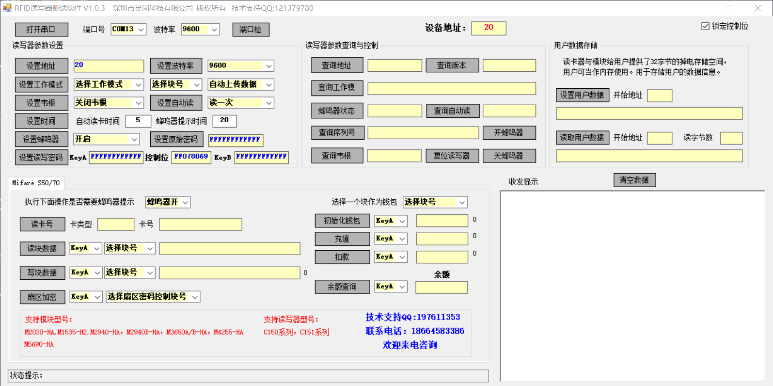 RFID读写器测试软件 V1.0.3 深圳市 科技有限公司 版权所有 技术支持QQ:121379780
打开串口 端口号 COM13 波特率 9600 端口检 设备地址: 20 锁定控制位
读写器参数设置
设置地址 20 设置波特率 9600
设置工作模式 选择工作模式 选择块号 自动上传数据
设置韦根 关闭韦根 设置自动读 读一次
设置时间 自动读卡时间 5 蜂鸣器提示时间 20
设置蜂鸣器 开启 设置原始密码 FFFFFFFFFFFF
设置读写密码 KeyA FFFFFFFFFFFF 控制位 FF078069 KeyB FFFFFFFFFFFF
读写器参数查询与控制
查询地址 查询版本
查询工作模
蜂鸣器状态 查询自动读
查询序列号 开蜂鸣器
查询韦根 复位读写器 关蜂鸣器
用户数据存储
读卡器与模块给用户提供了32字节的掉电存储空间,
用户可当作内存使用。用于存储用户的数据信息。
设置用户数据 开始地址
读取用户数据 开始地址 读字节数
Mifare S50/70
执行下面操作是否需要蜂鸣器提示 蜂鸣器开
读卡号 卡类型 卡号
读块数据 KeyA 选择块号
写块数据 KeyA 选择块号 0
扇区加密 KeyA 选择扇区密码控制块号
选择一个块作为钱包 选择块号
初始化钱包 KeyA 0
充值 KeyA 0
扣款 KeyA 0
余额
余额查询 KeyA
支持模块型号:
M2030-HA,M1535-H2,M2940-HA, M2940B-HA, M3650A/B-HA, M4255-HA
M5690-HA
支持读写器型号:
C150系列, C151系列
技术支持QQ:197611353
联系电话: 18664583386
欢迎来电咨询
收发显示 清空数据
状态提示: